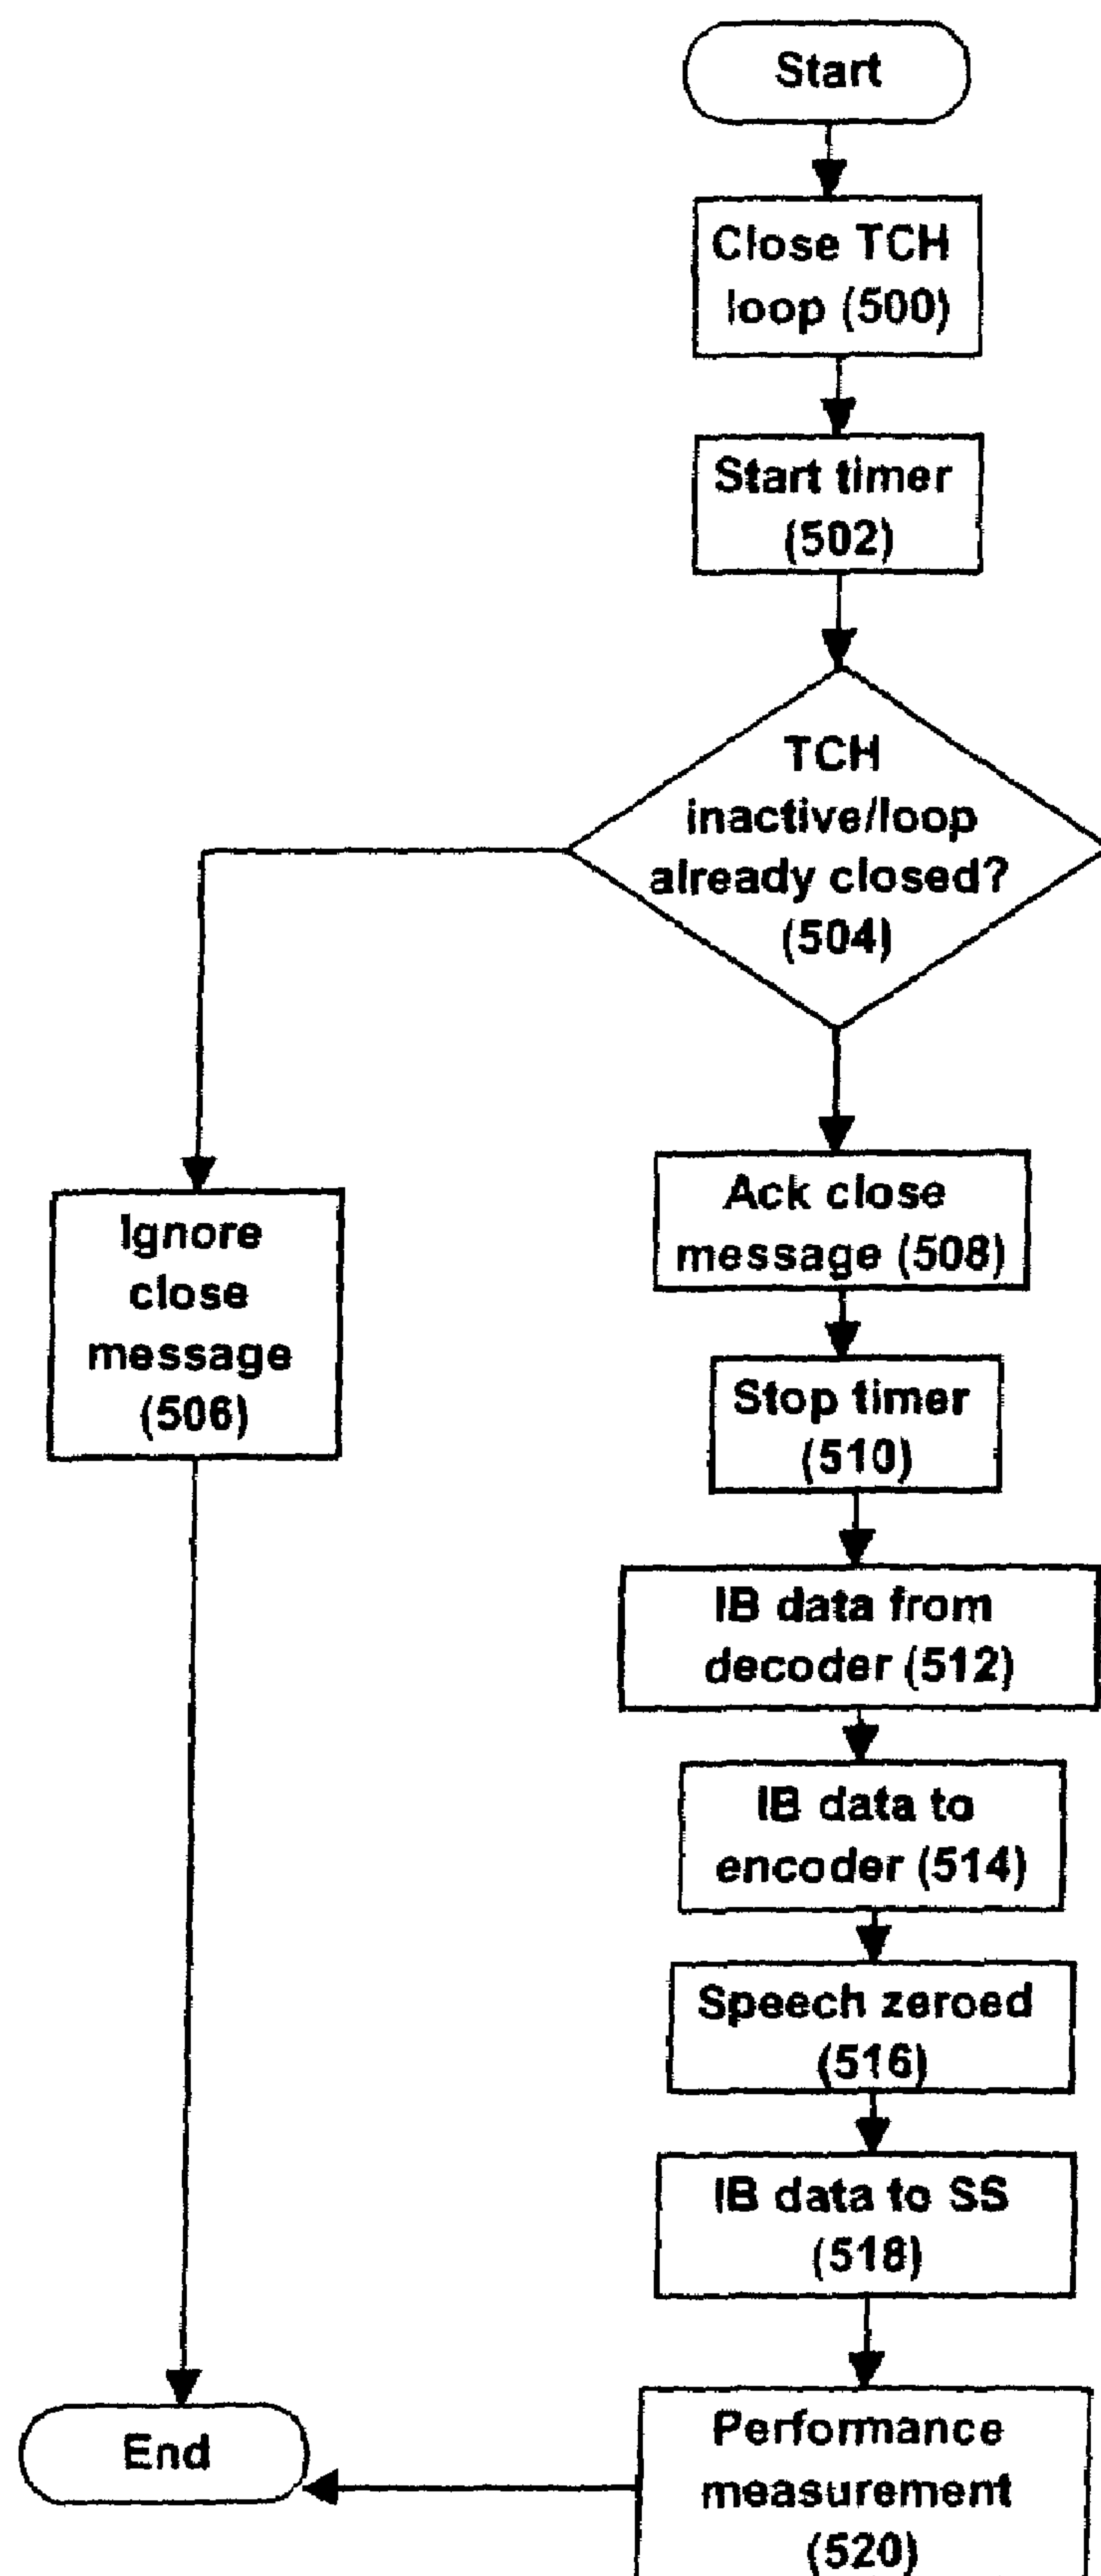 Start
Close TCH
loop (500)
Start timer
(502)
TCH
inactive/loop
already closed?
(504)
Ignore
close
message
(506)
Ack close
message (508)
Stop timer
(510)
IB data from
decoder (512)
IB data to
encoder (514)
Speech zeroed
(516)
IB data to SS
(518)
Performance
measurement
(520)
End